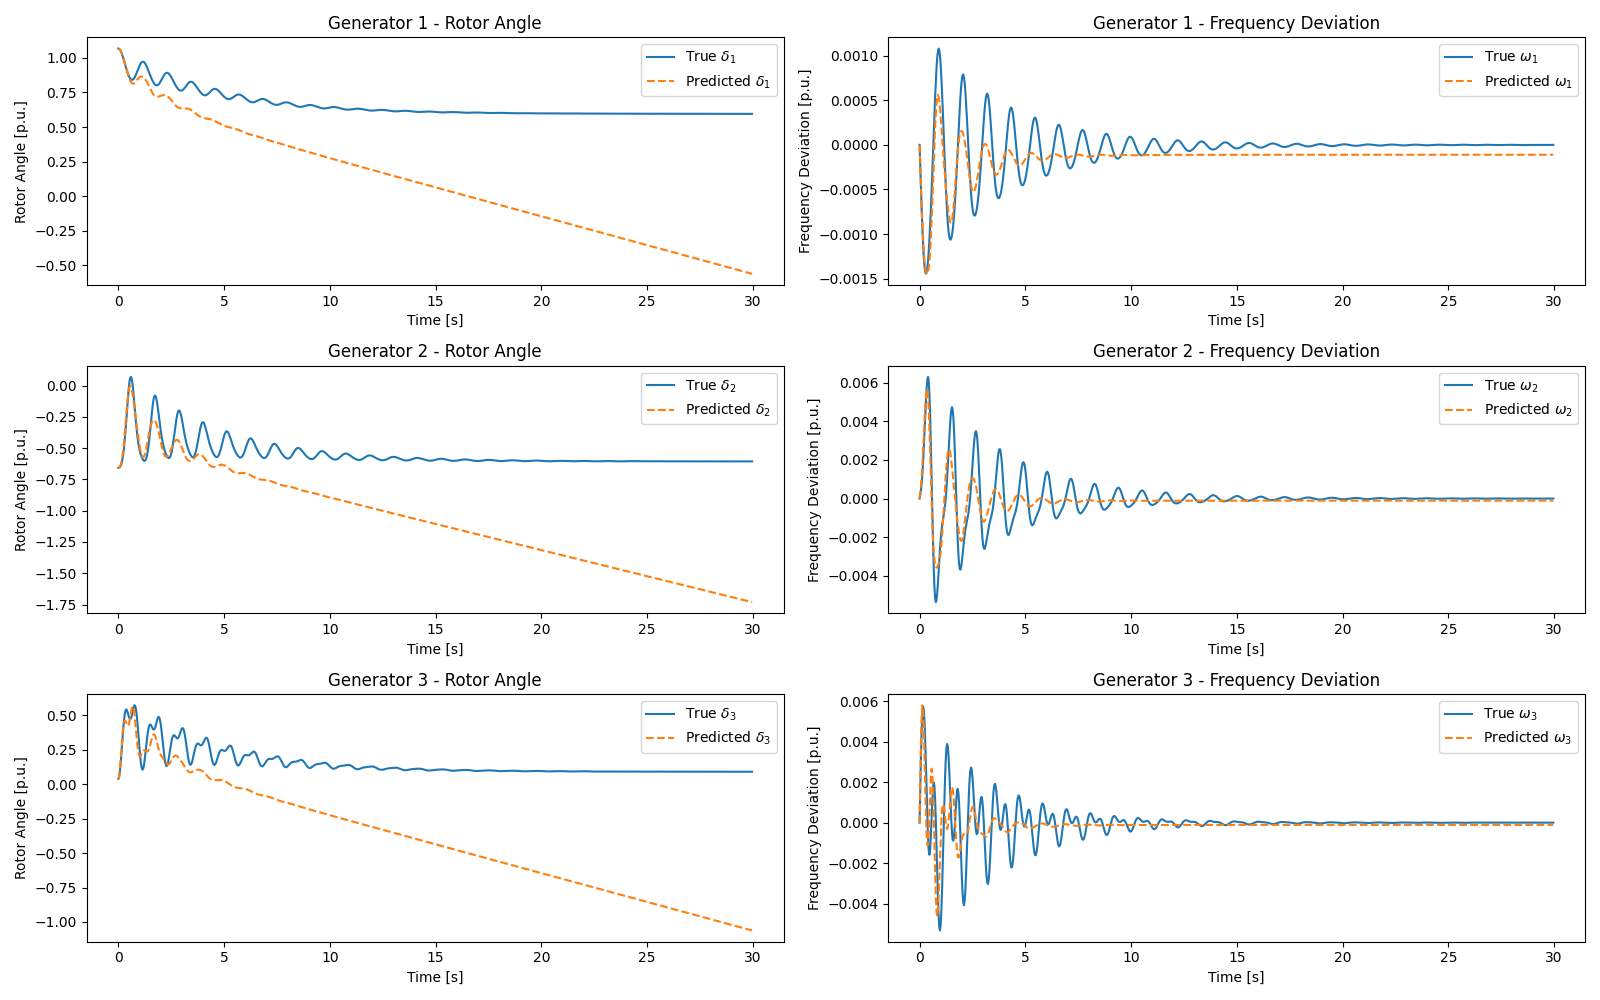 Generator 1 - Rotor Angle
Rotor Angle [p.u.]
1.00
0.75
0.50
0.25
0.00
−0.25
−0.50
True δ1
Predicted δ1
0 5 10 15 20 25 30
Time [s]
Generator 1 - Frequency Deviation
Frequency Deviation [p.u.]
0.0010
0.0005
0.0000
−0.0005
−0.0010
−0.0015
True ω1
Predicted ω1
0 5 10 15 20 25 30
Time [s]
Generator 2 - Rotor Angle
Rotor Angle [p.u.]
0.00
−0.25
−0.50
−0.75
−1.00
−1.25
−1.50
−1.75
True δ2
Predicted δ2
0 5 10 15 20 25 30
Time [s]
Generator 2 - Frequency Deviation
Frequency Deviation [p.u.]
0.006
0.004
0.002
0.000
−0.002
−0.004
True ω2
Predicted ω2
0 5 10 15 20 25 30
Time [s]
Generator 3 - Rotor Angle
Rotor Angle [p.u.]
0.50
0.25
0.00
−0.25
−0.50
−0.75
−1.00
True δ3
Predicted δ3
0 5 10 15 20 25 30
Time [s]
Generator 3 - Frequency Deviation
Frequency Deviation [p.u.]
0.006
0.004
0.002
0.000
−0.002
−0.004
True ω3
Predicted ω3
0 5 10 15 20 25 30
Time [s]